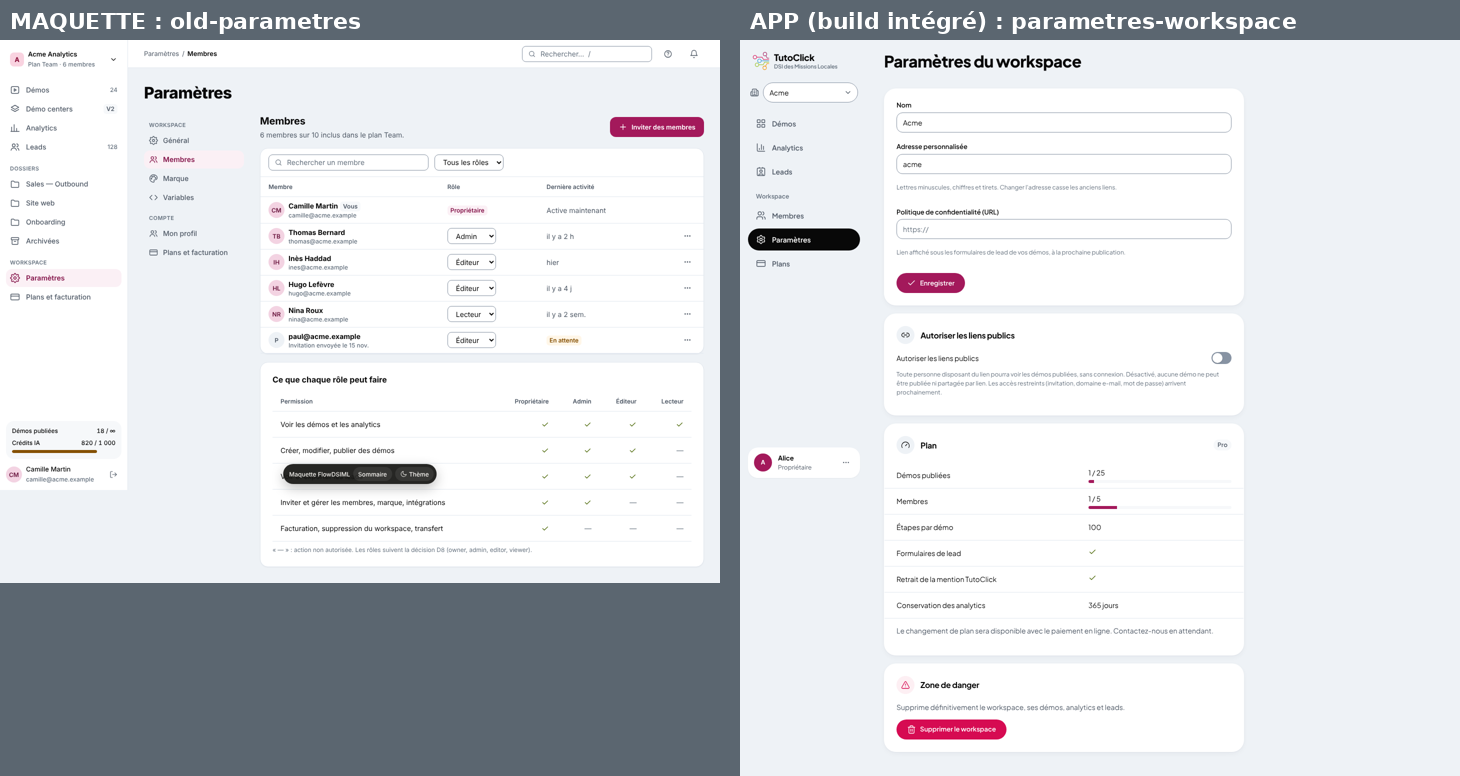 MAQUETTE : old-parametres
A
Acme Analytics
Plan Team · 6 membres
Démos 24
Démo centers V2
Analytics
Leads 128
DOSSIERS
Sales — Outbound
Site web
Onboarding
Archivées
WORKSPACE
Paramètres
Plans et facturation
Démos publiées 18 / ∞
Crédits IA 820 / 1 000
CM
Camille Martin
camille@acme.example
Paramètres / Membres
Rechercher... /
Paramètres
WORKSPACE
Général
Membres
Marque
Variables
COMPTE
Mon profil
Plans et facturation
Membres
6 membres sur 10 inclus dans le plan Team.
Inviter des membres
Rechercher un membre
Tous les rôles
Membre Rôle Dernière activité
CM Camille Martin Vous Propriétaire Active maintenant
camille@acme.example
TB Thomas Bernard Admin il y a 2 h ...
thomas@acme.example
IH Inès Haddad Éditeur hier ...
ines@acme.example
HL Hugo Lefèvre Éditeur il y a 4 j ...
hugo@acme.example
NR Nina Roux Lecteur il y a 2 sem. ...
nina@acme.example
P paul@acme.example Éditeur En attente ...
Invitation envoyée le 15 nov.
Ce que chaque rôle peut faire
Permission Propriétaire Admin Éditeur Lecteur
Voir les démos et les analytics
Créer, modifier, publier des démos —
V —
Maquette FlowDSIML Sommaire Thème
Inviter et gérer les membres, marque, intégrations — —
Facturation, suppression du workspace, transfert — — —
« — » : action non autorisée. Les rôles suivent la décision D8 (owner, admin, editor, viewer).
APP (build intégré) : parametres-workspace
TutoClick
DSI des Missions Locales
Acme
Démos
Analytics
Leads
Workspace
Membres
Paramètres
Plans
A
Alice
Propriétaire
...
Paramètres du workspace
Nom
Acme
Adresse personnalisée
acme
Lettres minuscules, chiffres et tirets. Changer l'adresse casse les anciens liens.
Politique de confidentialité (URL)
https://
Lien affiché sous les formulaires de lead de vos démos, à la prochaine publication.
Enregistrer
Autoriser les liens publics
Autoriser les liens publics
Toute personne disposant du lien pourra voir les démos publiées, sans connexion. Désactivé, aucune démo ne peut
être publiée ni partagée par lien. Les accès restreints (invitation, domaine e-mail, mot de passe) arrivent
prochainement.
Plan Pro
Démos publiées 1 / 25
Membres 1 / 5
Étapes par démo 100
Formulaires de lead
Retrait de la mention TutoClick
Conservation des analytics 365 jours
Le changement de plan sera disponible avec le paiement en ligne. Contactez-nous en attendant.
Zone de danger
Supprime définitivement le workspace, ses démos, analytics et leads.
Supprimer le workspace